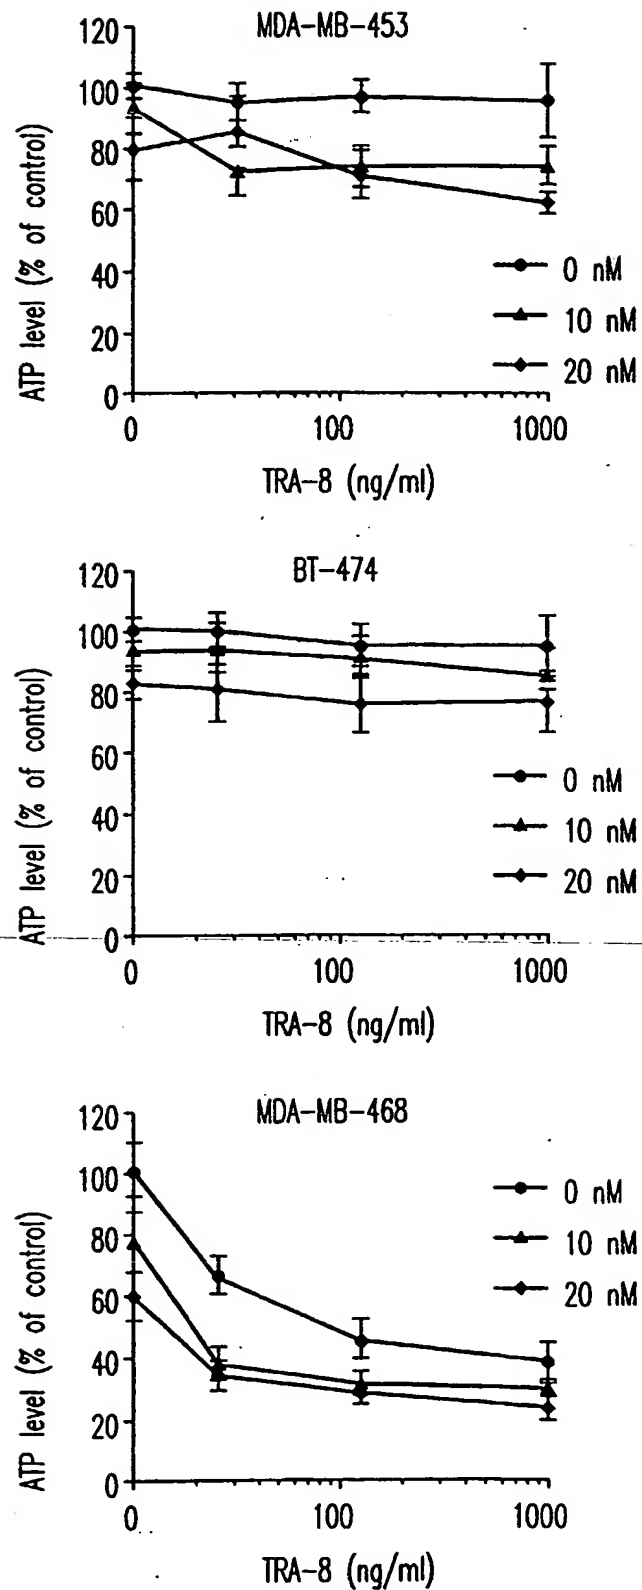 MDA-MB-453
120
100
80
60
40
20
0
ATP level (% of control)
0 nM
10 nM
20 nM
0 100 1000
TRA-8 (ng/ml)
BT-474
120
100
80
60
40
20
0
ATP level (% of control)
0 nM
10 nM
20 nM
0 100 1000
TRA-8 (ng/ml)
MDA-MB-468
120
100
80
60
40
20
0
ATP level (% of control)
0 nM
10 nM
20 nM
0 100 1000
TRA-8 (ng/ml)